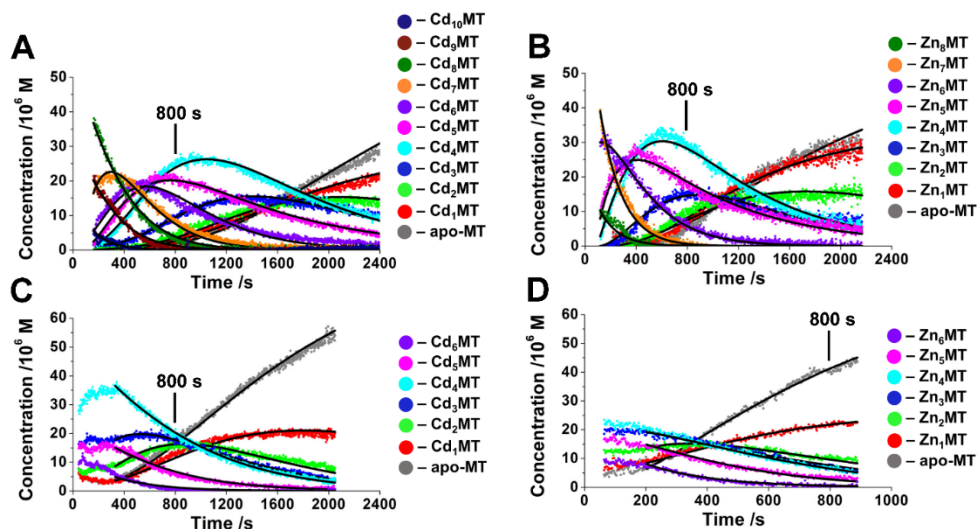 A
Concentration /10⁶ M
50
40
30
20
10
0
0 400 800 1200 1600 2000 2400
Time /s
800 s
– Cd₁₀MT
– Cd₉MT
– Cd₈MT
– Cd₇MT
– Cd₆MT
– Cd₅MT
– Cd₄MT
– Cd₃MT
– Cd₂MT
– Cd₁MT
– apo-MT
B
Concentration /10⁶ M
50
40
30
20
10
0
0 400 800 1200 1600 2000 2400
Time /s
800 s
– Zn₈MT
– Zn₇MT
– Zn₆MT
– Zn₅MT
– Zn₄MT
– Zn₃MT
– Zn₂MT
– Zn₁MT
– apo-MT
C
Concentration /10⁶ M
60
50
40
30
20
10
0
0 400 800 1200 1600 2000 2400
Time /s
800 s
– Cd₆MT
– Cd₅MT
– Cd₄MT
– Cd₃MT
– Cd₂MT
– Cd₁MT
– apo-MT
D
Concentration /10⁶ M
60
50
40
30
20
10
0
0 200 400 600 800 1000
Time /s
800 s
– Zn₆MT
– Zn₅MT
– Zn₄MT
– Zn₃MT
– Zn₂MT
– Zn₁MT
– apo-MT